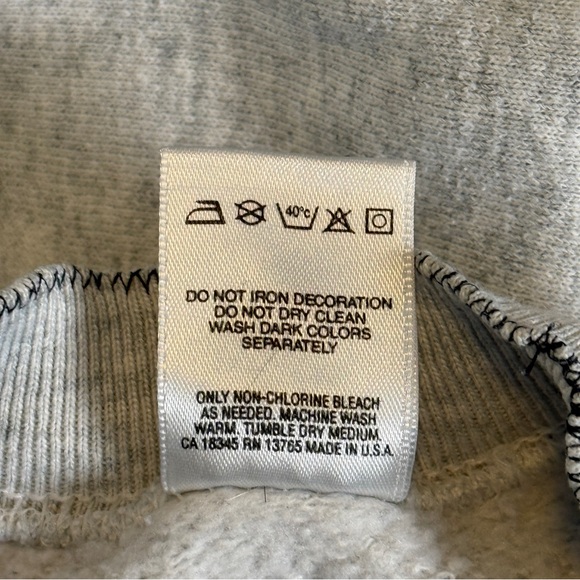 40°C
DO NOT IRON DECORATION
DO NOT DRY CLEAN
WASH DARK COLORS
SEPARATELY
ONLY NON-CHLORINE BLEACH
AS NEEDED. MACHINE WASH
WARM. TUMBLE DRY MEDIUM.
CA 16345 RN 13765 MADE IN U.S.A.